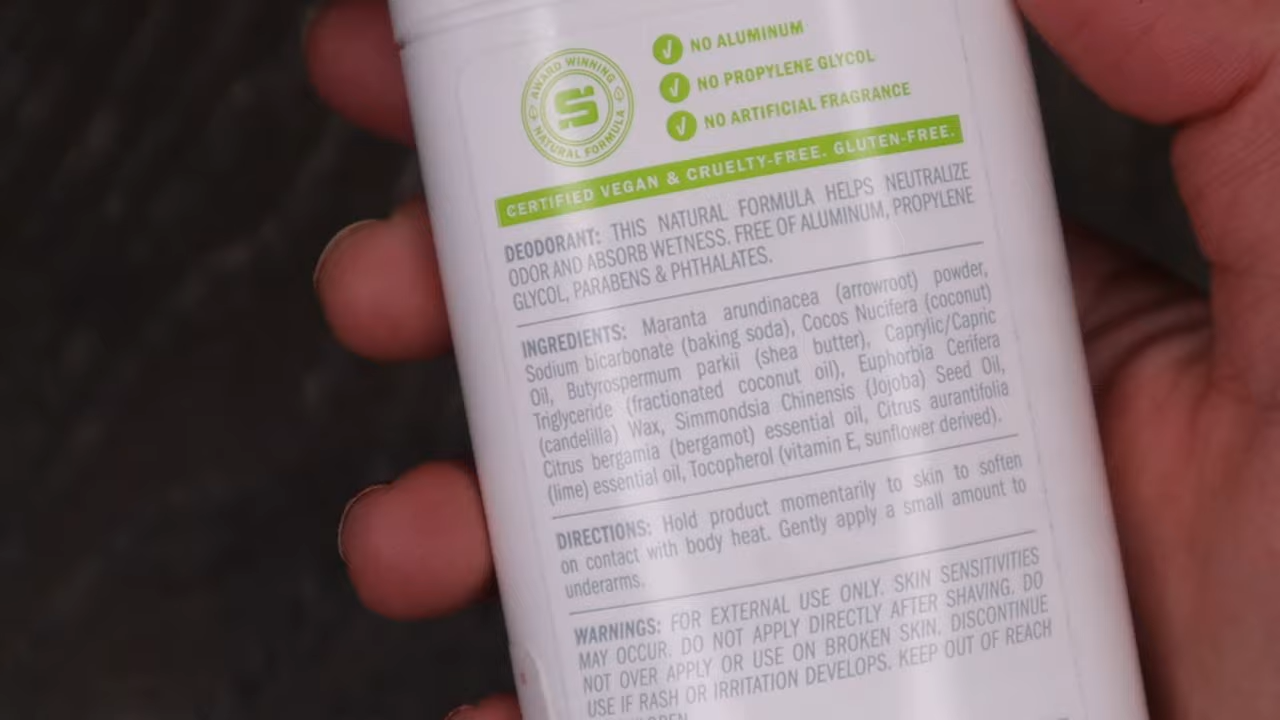 AWARD WINNING
S
NATURAL FORMULA
NO ALUMINUM
NO PROPYLENE GLYCOL
NO ARTIFICIAL FRAGRANCE
CERTIFIED VEGAN & CRUELTY-FREE. GLUTEN-FREE.
DEODORANT: THIS NATURAL FORMULA HELPS NEUTRALIZE
ODOR AND ABSORB WETNESS. FREE OF ALUMINUM, PROPYLENE
GLYCOL, PARABENS & PHTHALATES.
INGREDIENTS: Maranta arundinacea (arrowroot) powder,
Sodium bicarbonate (baking soda), Cocos Nucifera (coconut)
Oil, Butyrospermum parkii (shea butter), Caprylic/Capric
Triglyceride (fractionated coconut oil), Euphorbia Cerifera
(candelilla) Wax, Simmondsia Chinensis (Jojoba) Seed Oil,
Citrus bergamia (bergamot) essential oil, Citrus aurantifolia
(lime) essential oil, Tocopherol (vitamin E, sunflower derived).
DIRECTIONS: Hold product momentarily to skin to soften
on contact with body heat. Gently apply a small amount to
underarms.
WARNINGS: FOR EXTERNAL USE ONLY. SKIN SENSITIVITIES
MAY OCCUR. DO NOT APPLY DIRECTLY AFTER SHAVING. DO
NOT OVER APPLY OR USE ON BROKEN SKIN. DISCONTINUE
USE IF RASH OR IRRITATION DEVELOPS. KEEP OUT OF REACH